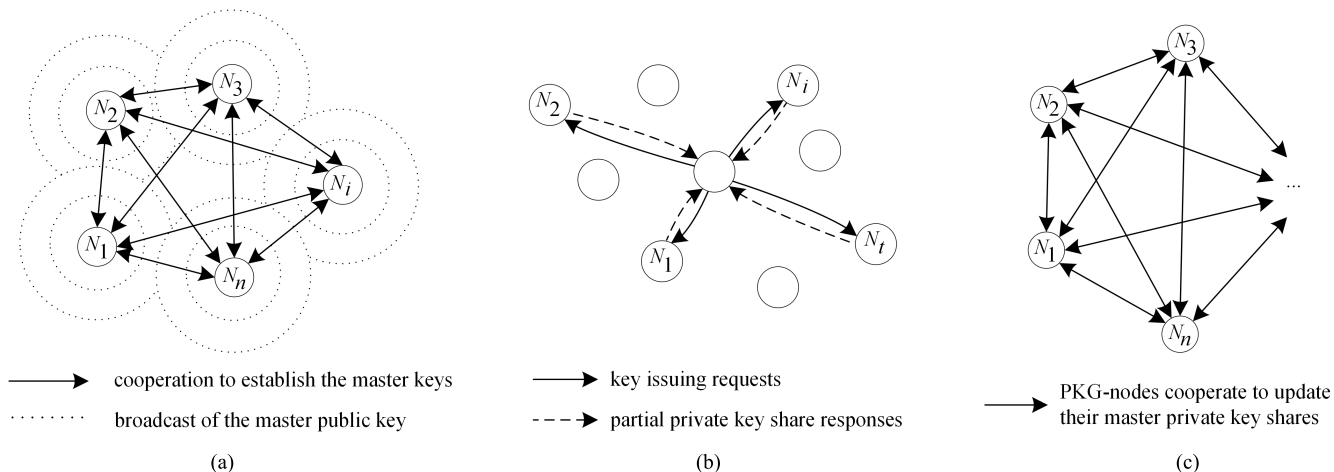 N3
N2
Ni
N1
Nn
cooperation to establish the master keys
broadcast of the master public key
(a)
Ni
N2
N1
Nt
key issuing requests
partial private key share responses
(b)
N3
N2
...
N1
Nn
PKG-nodes cooperate to update
their master private key shares
(c)